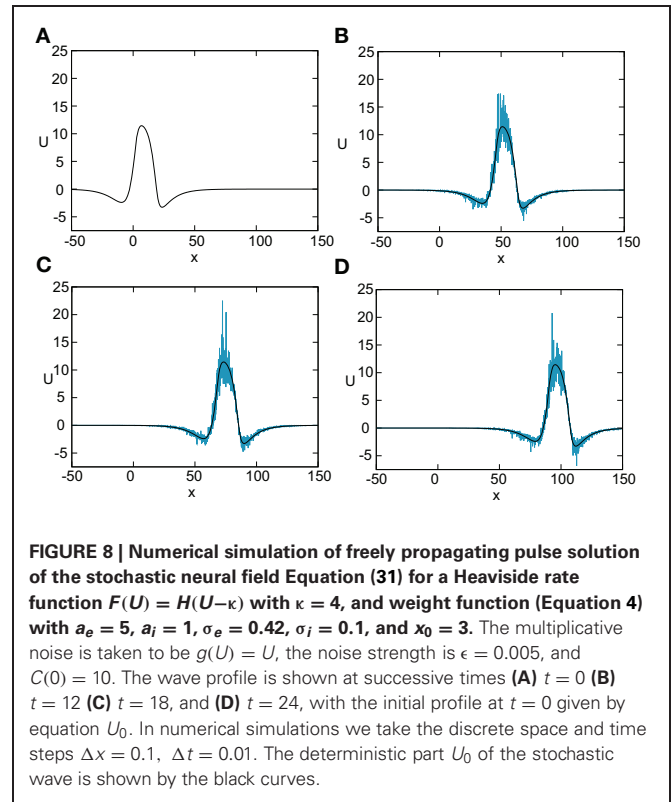 A
25
20
15
U 10
5
0
-5
-50 0 50 100 150
x
B
25
20
15
U 10
5
0
-5
-50 0 50 100 150
x
C
25
20
15
U 10
5
0
-5
-50 0 50 100 150
x
D
25
20
15
U 10
5
0
-5
-50 0 50 100 150
x
FIGURE 8 | Numerical simulation of freely propagating pulse solution
of the stochastic neural field Equation (31) for a Heaviside rate
function F(U) = H(U−κ) with κ = 4, and weight function (Equation 4)
with aₑ = 5, aᵢ = 1, σₑ = 0.42, σᵢ = 0.1, and x₀ = 3. The multiplicative
noise is taken to be g(U) = U, the noise strength is ϵ = 0.005, and
C(0) = 10. The wave profile is shown at successive times (A) t = 0 (B)
t = 12 (C) t = 18, and (D) t = 24, with the initial profile at t = 0 given by
equation U₀. In numerical simulations we take the discrete space and time
steps Δx = 0.1, Δt = 0.01. The deterministic part U₀ of the stochastic
wave is shown by the black curves.